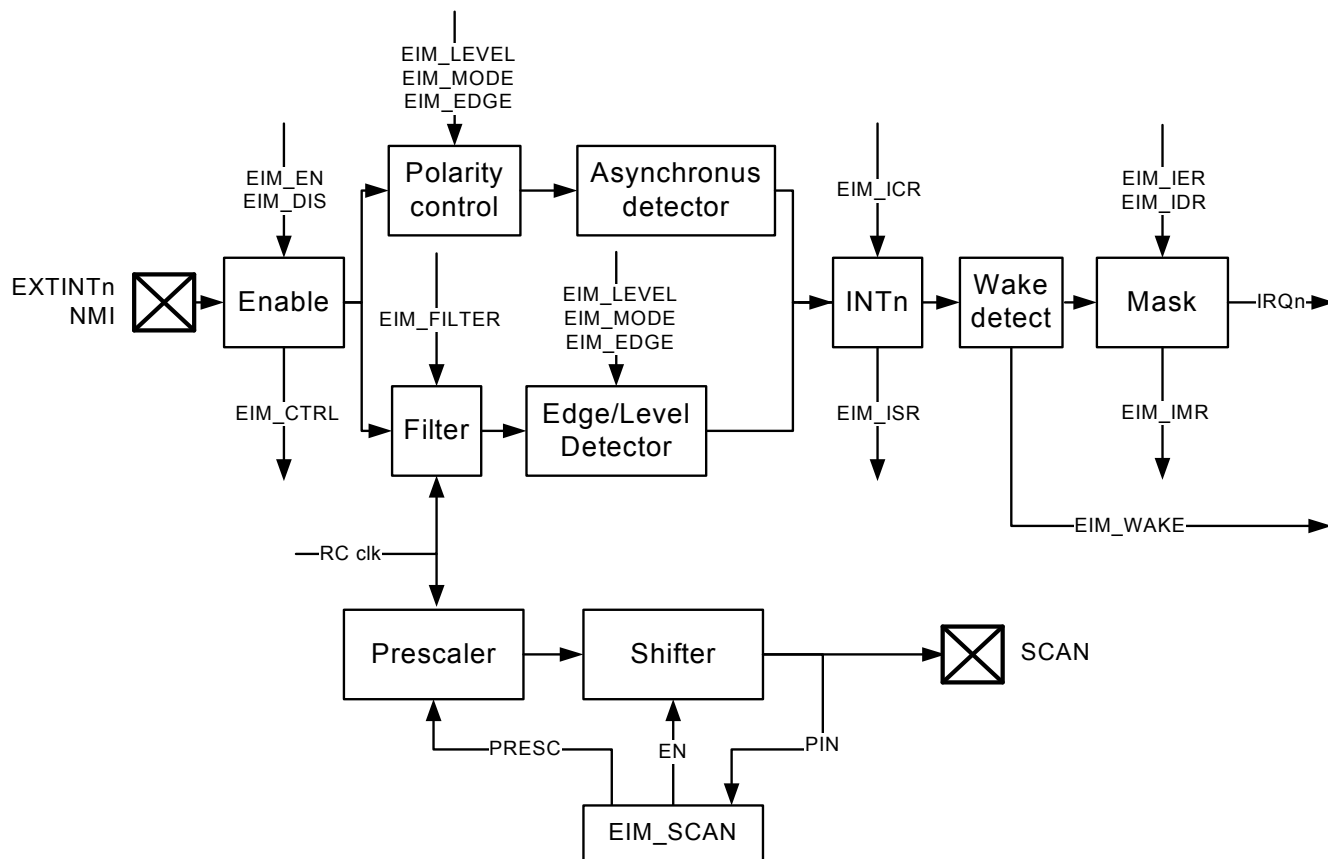 EIM_LEVEL
EIM_MODE
EIM_EDGE
EIM_EN
EIM_DIS
Polarity
control
Asynchronus
detector
EIM_ICR
EIM_IER
EIM_IDR
EXTINTn
NMI
Enable
EIM_FILTER
EIM_LEVEL
EIM_MODE
EIM_EDGE
INTn
Wake
detect
Mask
IRQn
EIM_CTRL
Filter
Edge/Level
Detector
EIM_ISR
EIM_IMR
EIM_WAKE
RC clk
Prescaler
Shifter
SCAN
PRESC
EN
PIN
EIM_SCAN